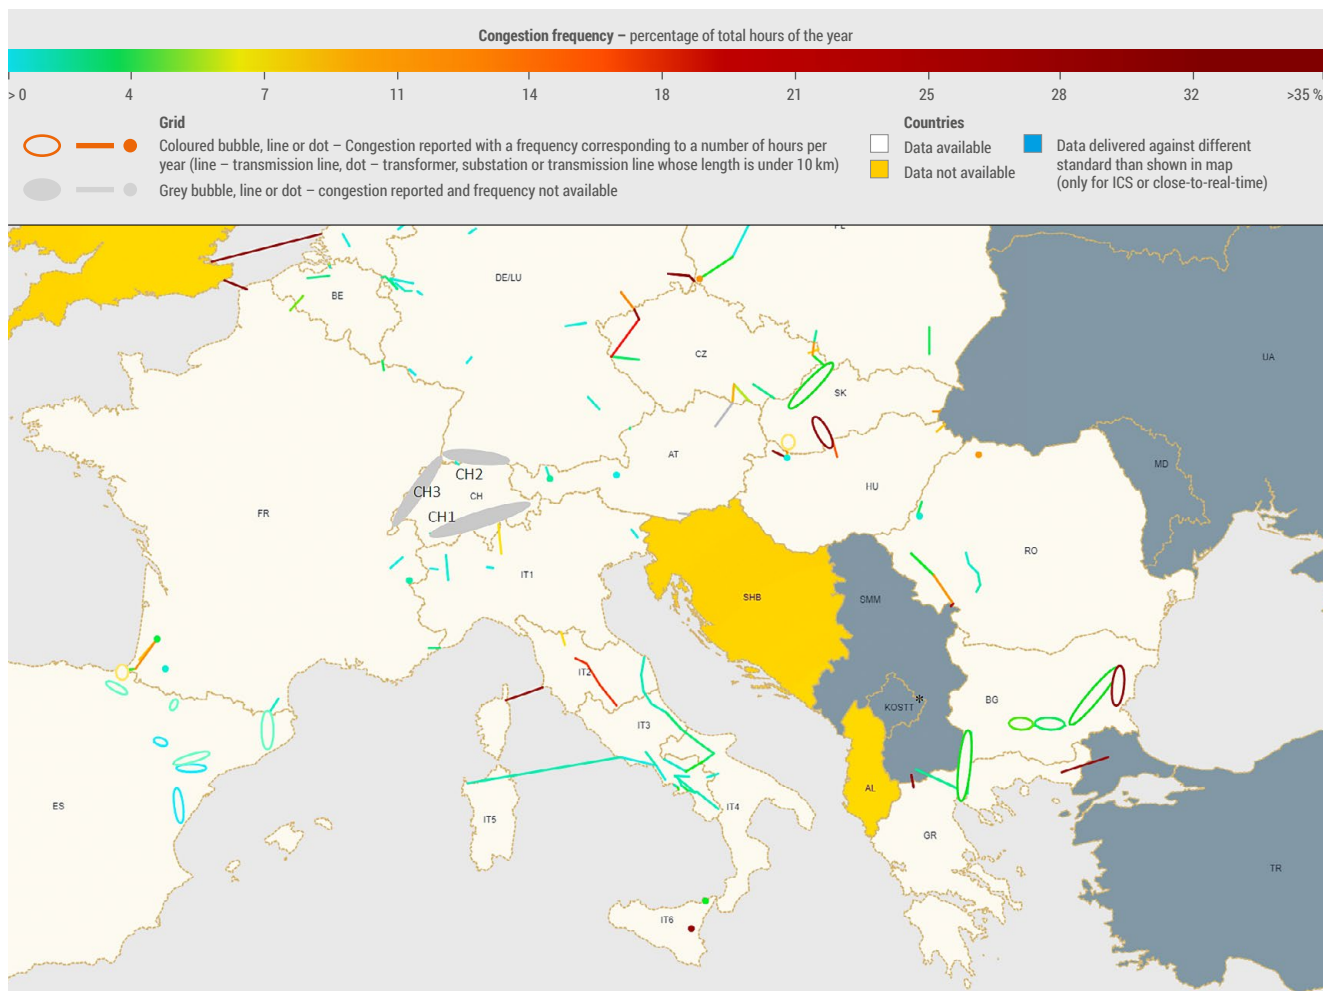 Congestion frequency – percentage of total hours of the year
> 0 4 7 11 14 18 21 25 28 32 >35 %
Grid
Coloured bubble, line or dot – Congestion reported with a frequency corresponding to a number of hours per
year (line – transmission line, dot – transformer, substation or transmission line whose length is under 10 km)
Grey bubble, line or dot – congestion reported and frequency not available
Countries
Data available
Data not available
Data delivered against different
standard than shown in map
(only for ICS or close-to-real-time)
PL
DE/LU
BE
CZ
UA
SK
AT
MD
CH2
CH3
CH
HU
CH1
FR
RO
IT1
SHB
SMM
IT2
KOSTT *
BG
IT3
AL
ES
IT4
IT5
GR
TR
IT6